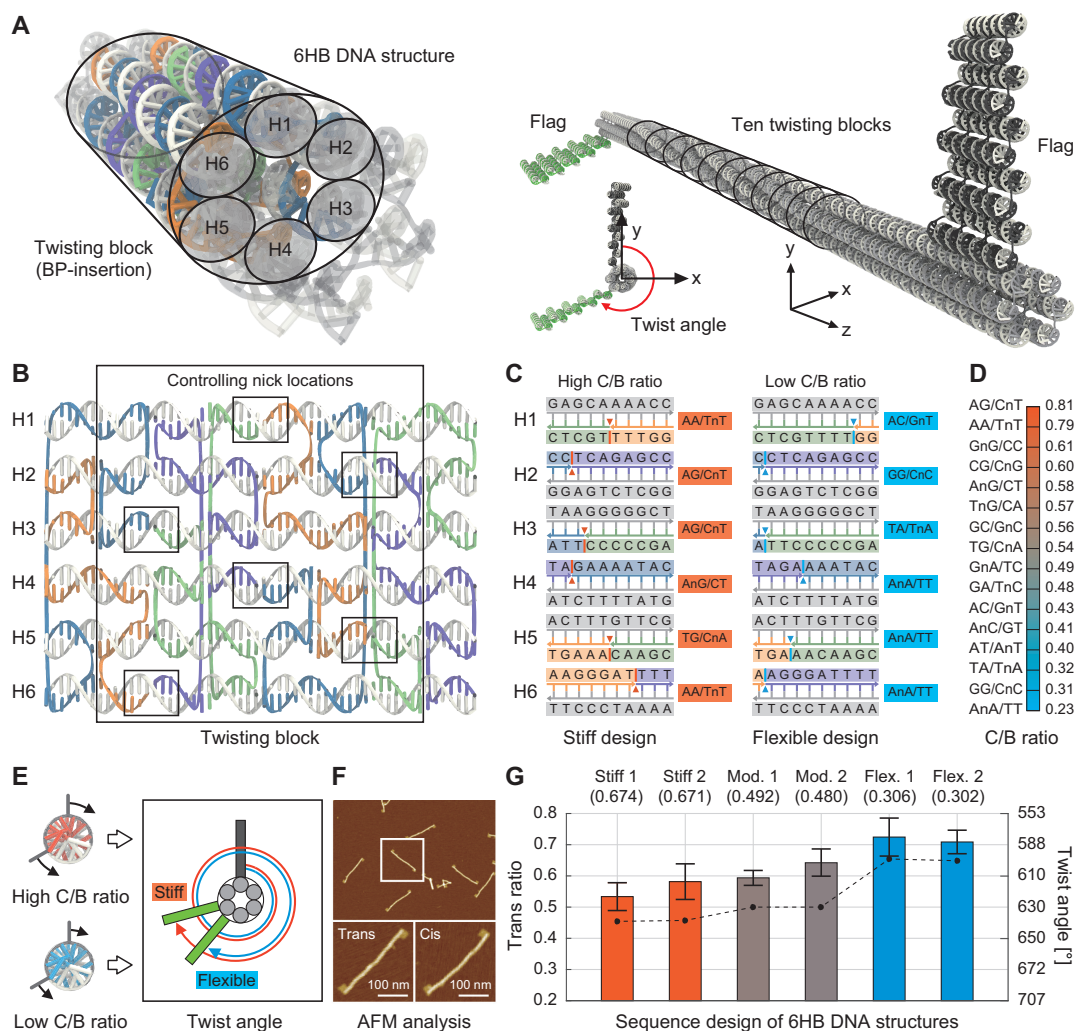 A
6HB DNA structure
H1
H2
H3
H4
H5
H6
Twisting block
(BP-insertion)
Flag
Ten twisting blocks
Flag
y
x
Twist angle
y
x
z
B
Controlling nick locations
H1
H2
H3
H4
H5
H6
Twisting block
C
High C/B ratio
Low C/B ratio
H1
GAGCAAAACC
CTCGTTTTGG
AA/TnT
GAGCAAAACC
CTCGTTTTGG
AC/GnT
H2
CCTCAGAGCC
GGAGTCTCGG
AG/CnT
CCTCAGAGCC
GGAGTCTCGG
GG/CnC
H3
TAAGGGGGCT
ATTCCCCCGA
AG/CnT
TAAGGGGGCT
ATTCCCCCGA
TA/TnA
H4
TAGAAAATAC
ATCTTTTATG
AnG/CT
TAGAAAATAC
ATCTTTTATG
AnA/TT
H5
ACTTTGTTCG
TGAAACAAGC
TG/CnA
ACTTTGTTCG
TGAAACAAGC
AnA/TT
H6
AAGGGATTTT
TTCCCTAAAA
AA/TnT
AAGGGATTTT
TTCCCTAAAA
AnA/TT
Stiff design
Flexible design
D
AG/CnT 0.81
AA/TnT 0.79
GnG/CC 0.61
CG/CnG 0.60
AnG/CT 0.58
TnG/CA 0.57
GC/GnC 0.56
TG/CnA 0.54
GnA/TC 0.49
GA/TnC 0.48
AC/GnT 0.43
AnC/GT 0.41
AT/AnT 0.40
TA/TnA 0.32
GG/CnC 0.31
AnA/TT 0.23
C/B ratio
E
High C/B ratio
Low C/B ratio
Stiff
Flexible
Twist angle
F
Trans
100 nm
Cis
100 nm
AFM analysis
G
Stiff 1 Stiff 2 Mod. 1 Mod. 2 Flex. 1 Flex. 2
(0.674) (0.671) (0.492) (0.480) (0.306) (0.302)
Trans ratio
0.8
0.7
0.6
0.5
0.4
0.3
0.2
553
588
610
630
650
672
707
Twist angle [°]
Sequence design of 6HB DNA structures